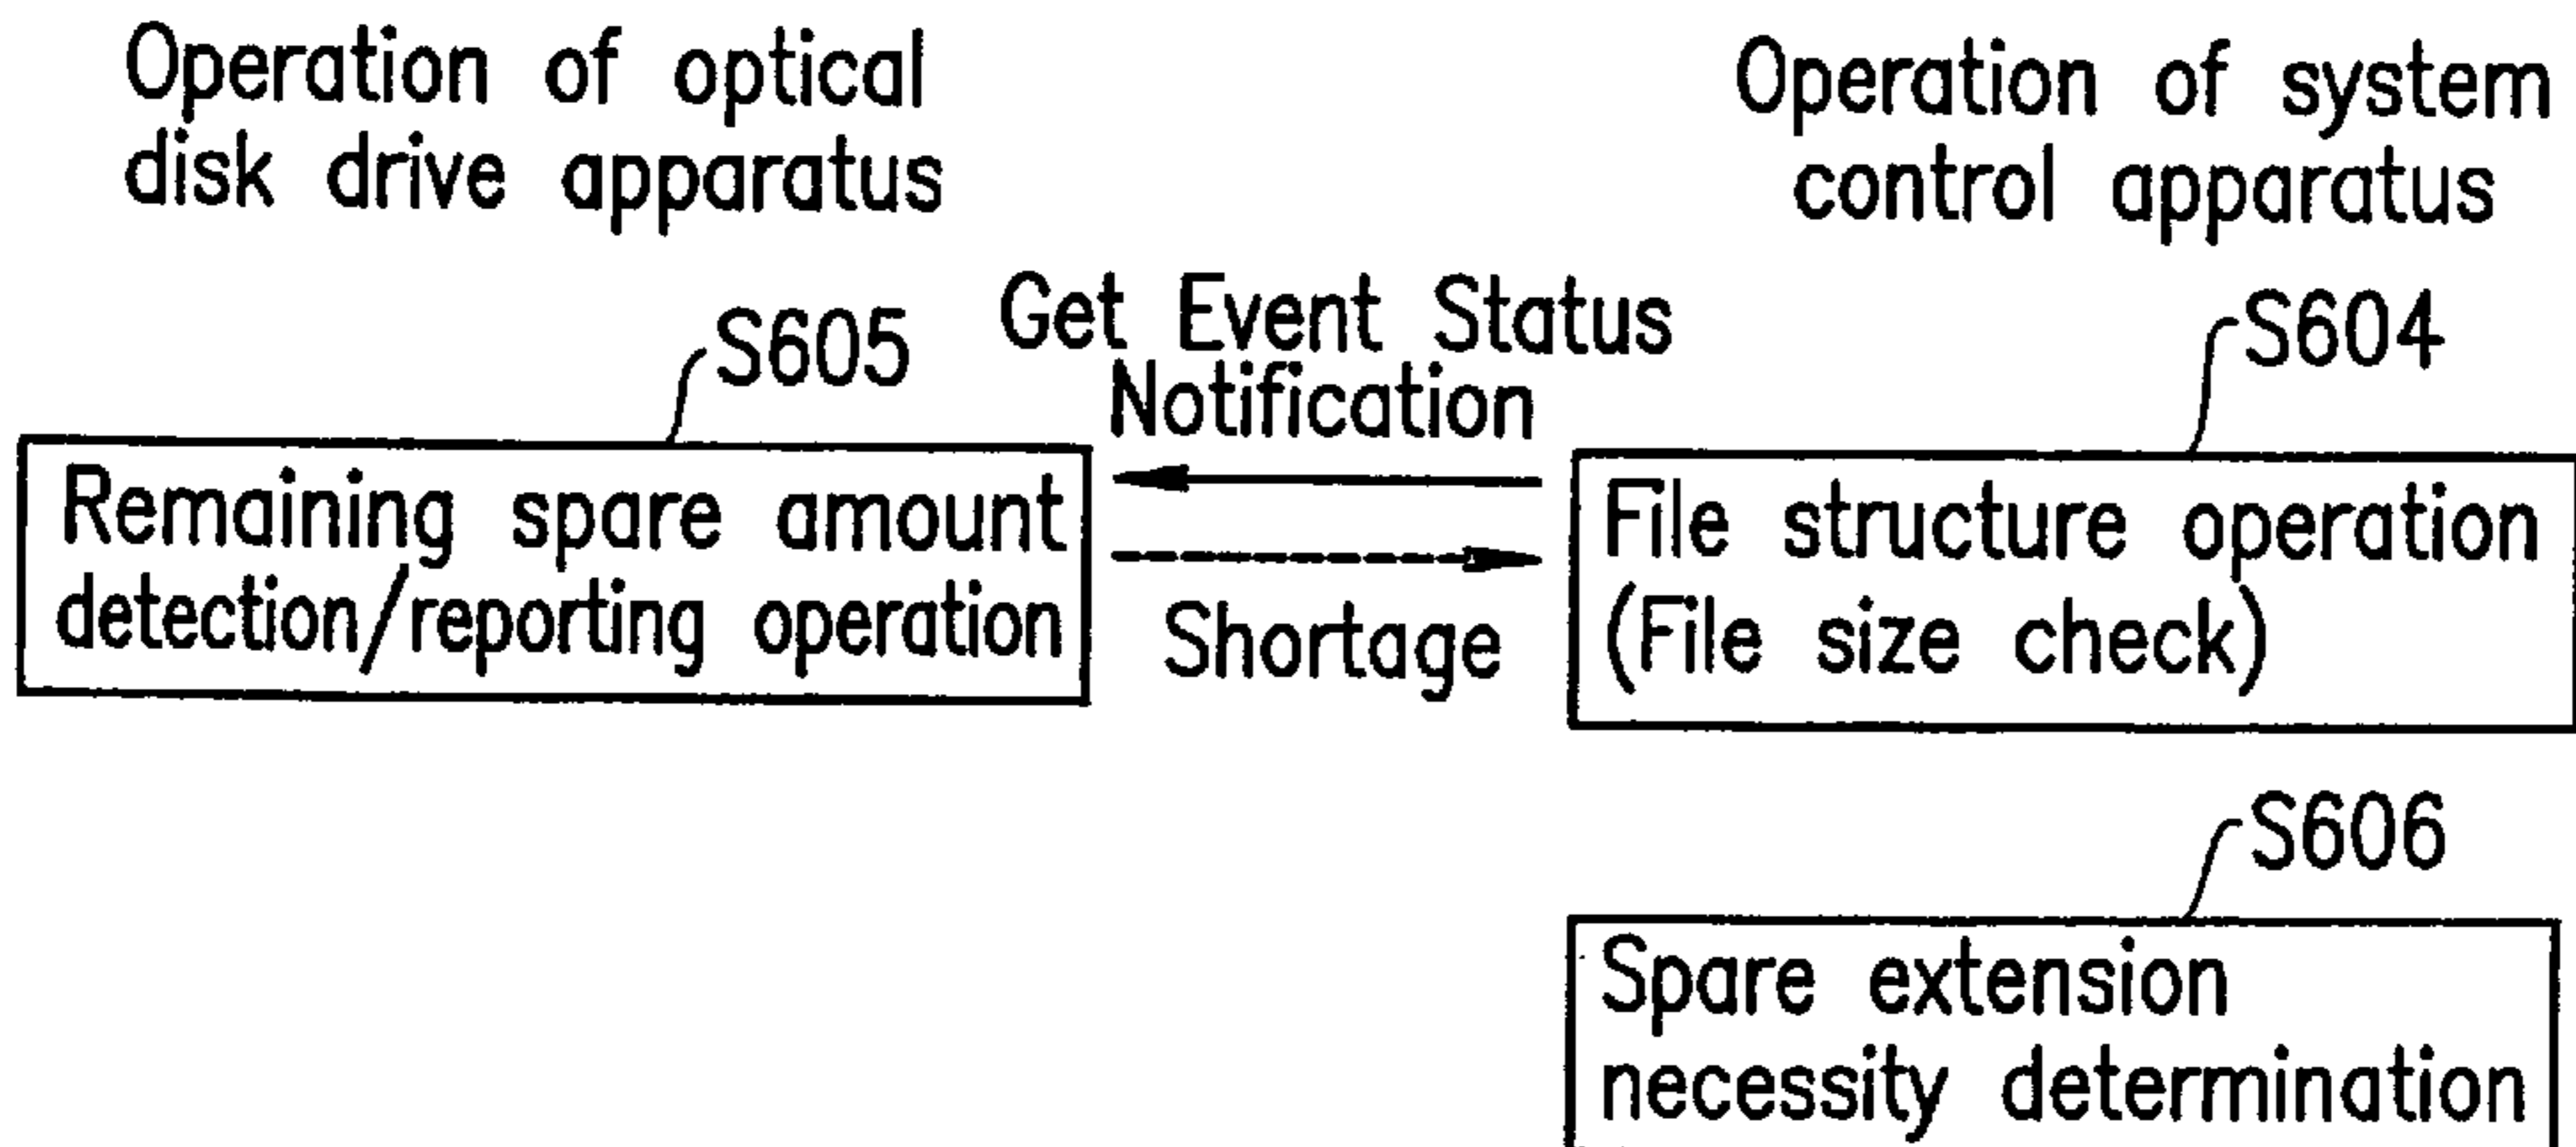 Operation of optical
disk drive apparatus
Operation of system
control apparatus
S605
Get Event Status
Notification
S604
Remaining spare amount
detection/reporting operation
Shortage
File structure operation
(File size check)
S606
Spare extension
necessity determination